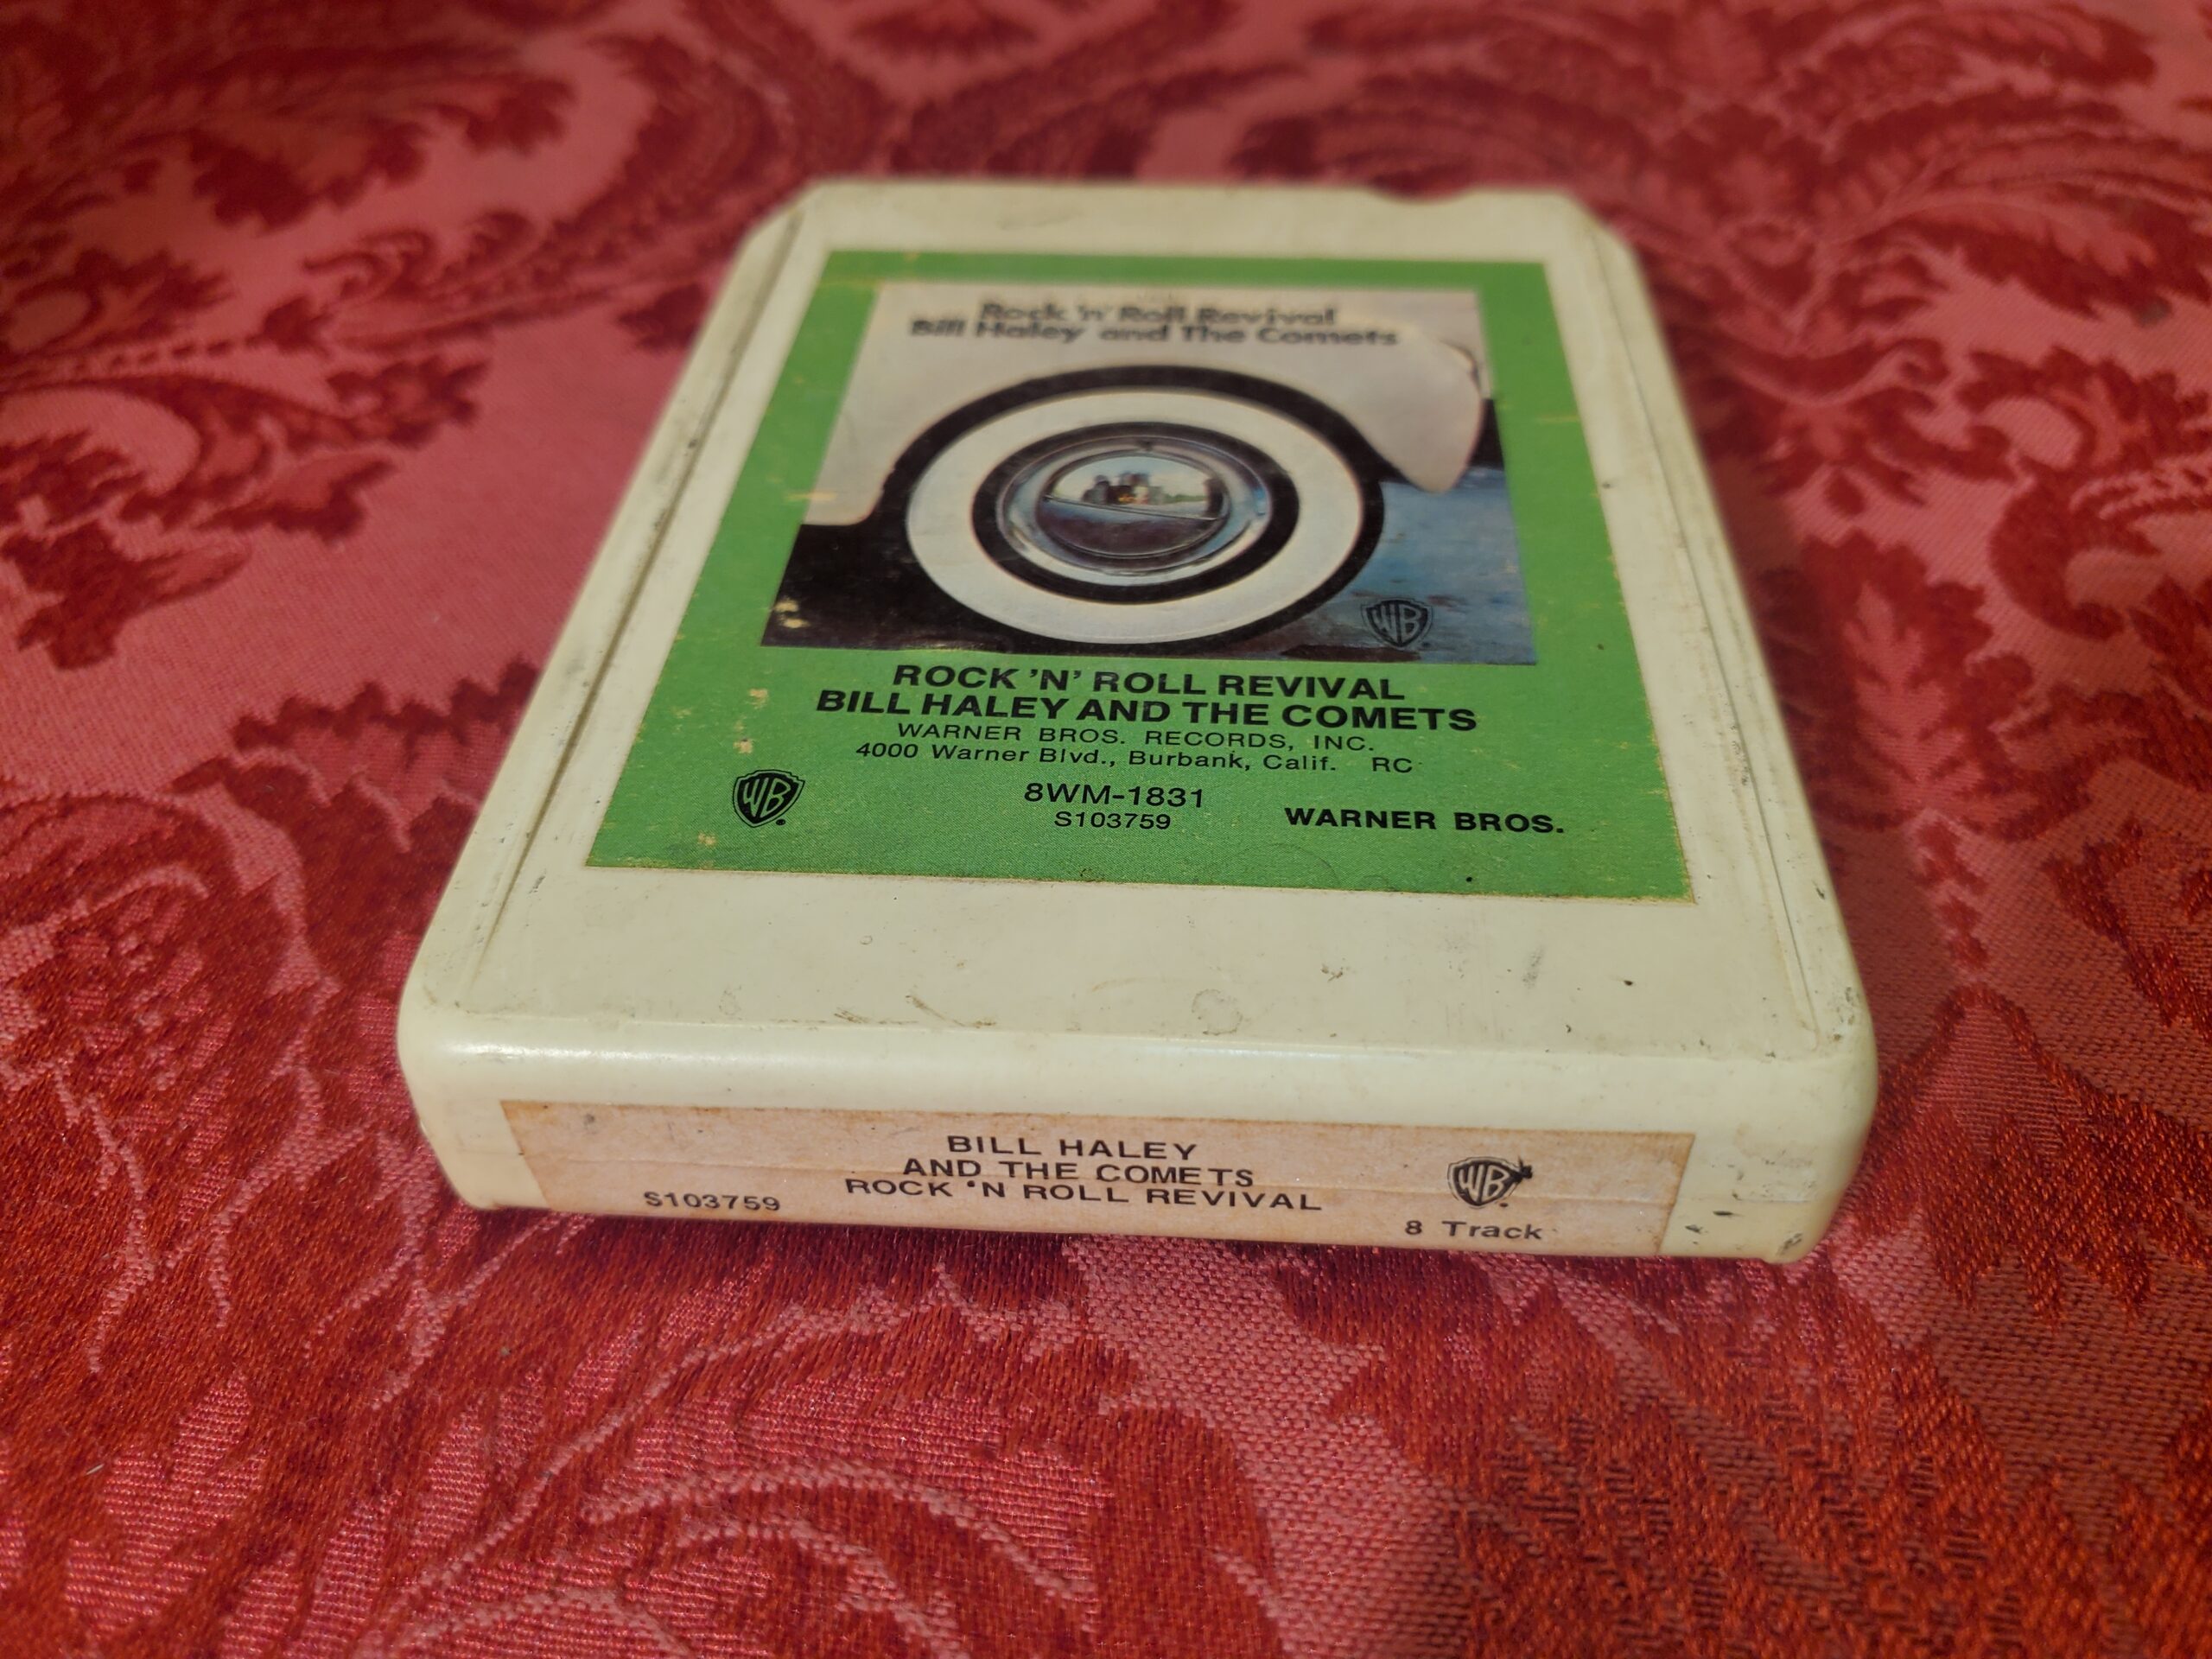 Rock 'n' Roll Revival
Bill Haley and The Comets
WB
ROCK 'N' ROLL REVIVAL
BILL HALEY AND THE COMETS
WARNER BROS. RECORDS, INC.
4000 Warner Blvd., Burbank, Calif. RC
WB
8WM-1831
S103759
WARNER BROS.
BILL HALEY
AND THE COMETS
ROCK 'N ROLL REVIVAL
S103759
WB
8 Track